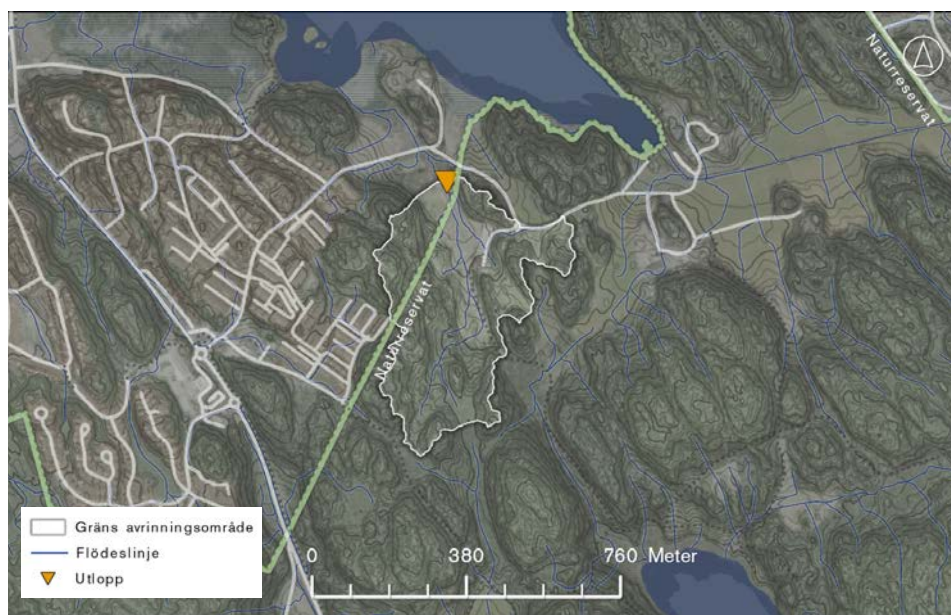 Naturreservat
Naturreservat
Gräns avrinningsområde
Flödeslinje
Utlopp
0 380 760 Meter